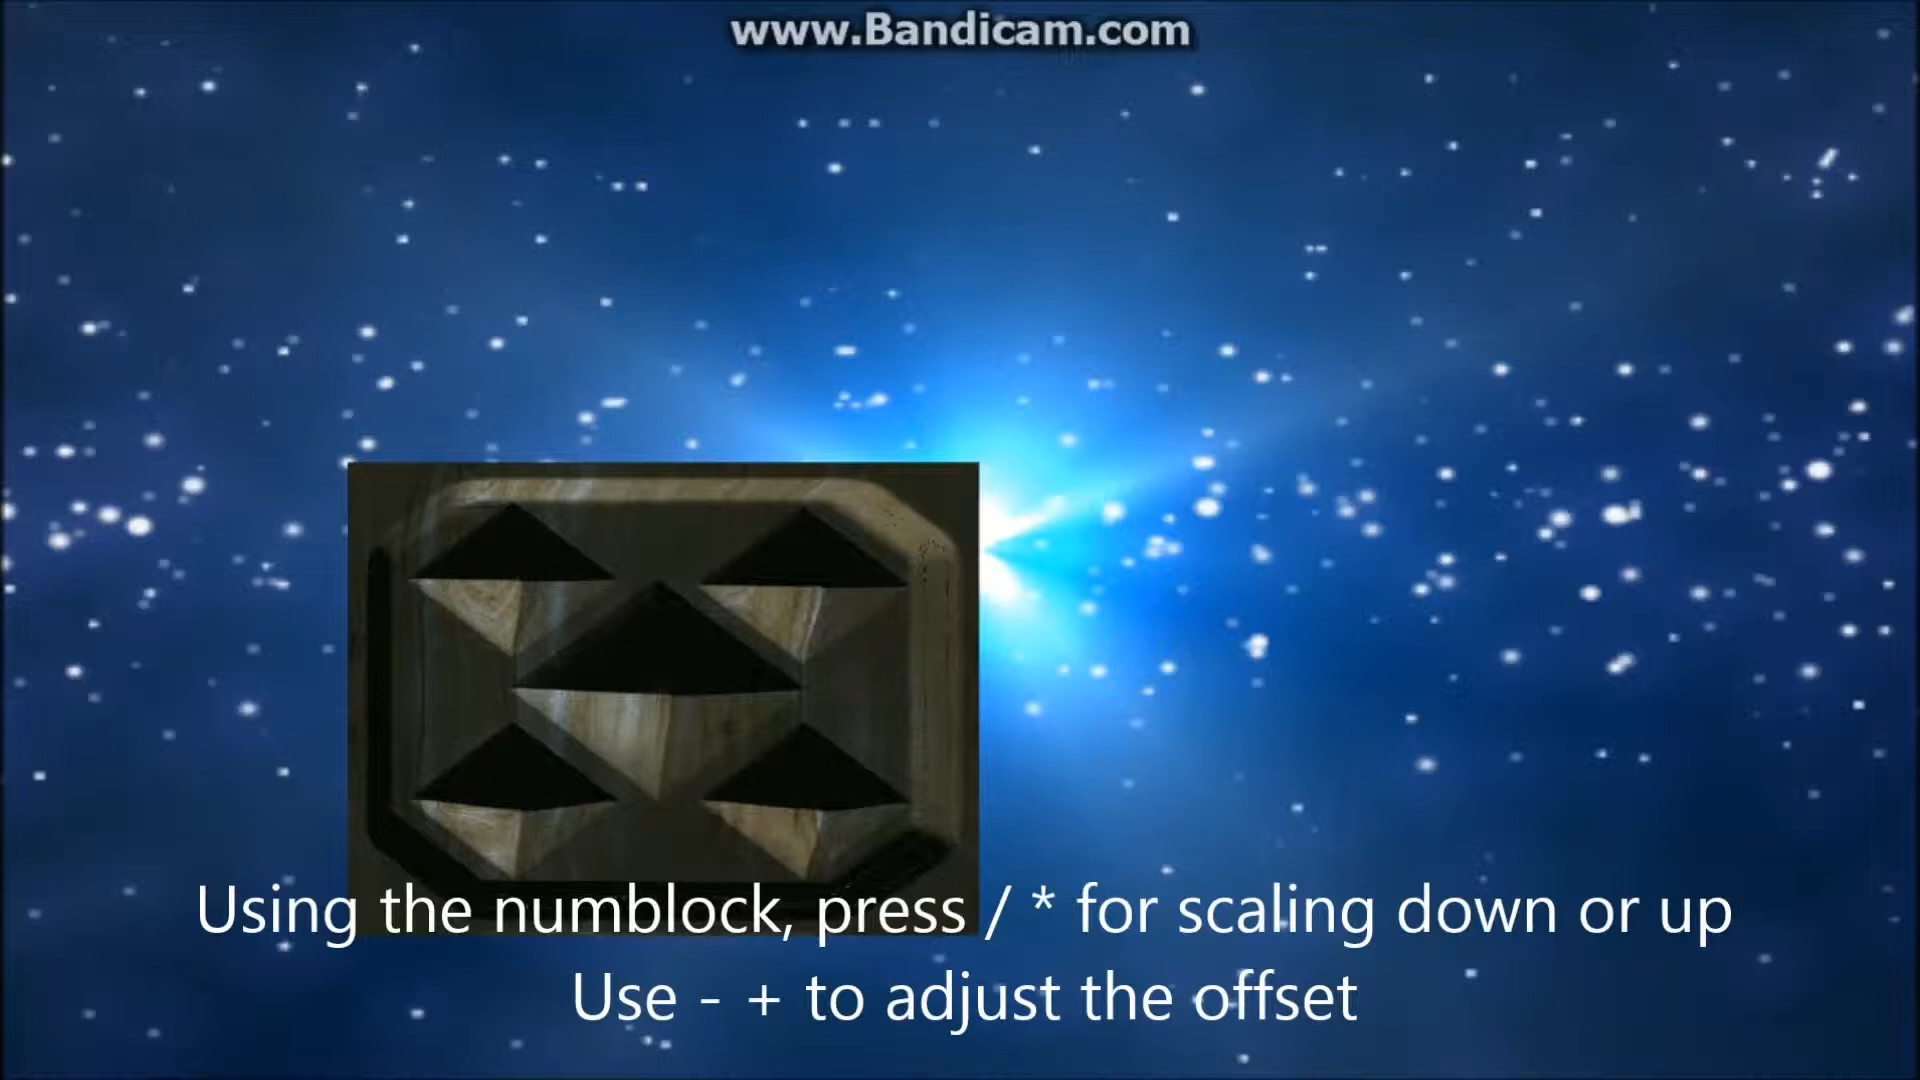 www.Bandicam.com
Using the numblock, press / * for scaling down or up
Use - + to adjust the offset